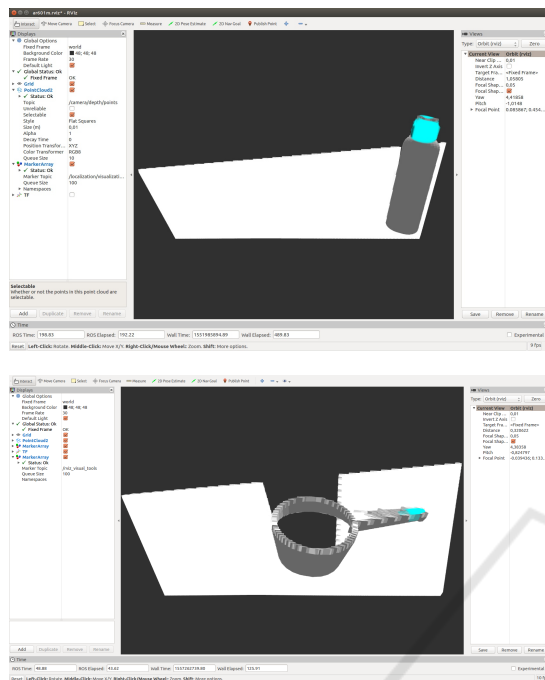 ar601m.rviz* - RViz
Interact Move Camera Select Focus Camera Measure 2D Pose Estimate 2D Nav Goal Publish Point
Displays
Global Options
Fixed Frame world
Background Color 48; 48; 48
Frame Rate 30
Default Light
Global Status: Ok
Fixed Frame OK
Grid
PointCloud2
Status: Ok
Topic /camera/depth/points
Unreliable
Selectable
Style Flat Squares
Size (m) 0,01
Alpha 1
Decay Time 0
Position Transfor... XYZ
Color Transformer RGB8
Queue Size 10
MarkerArray
Status: Ok
Marker Topic /localization/visualizati...
Queue Size 100
Namespaces
TF
Selectable
Whether or not the points in this point cloud are
selectable.
Add Duplicate Remove Rename
Views
Type: Orbit (rviz) Zero
Current View Orbit (rviz)
Near Clip ... 0,01
Invert Z Axis
Target Fra... <Fixed Frame>
Distance 1,05805
Focal Shap... 0,05
Focal Shap...
Yaw 4,41858
Pitch -1,0148
Focal Point 0.085867; 0,454...
Save Remove Rename
Time
ROS Time: 198.83 ROS Elapsed: 192.22 Wall Time: 1551985894.89 Wall Elapsed: 489.83 Experimental
Reset Left-Click: Rotate. Middle-Click: Move X/Y. Right-Click/Mouse Wheel: Zoom. Shift: More options. 9 fps
Interact Move Camera Select Focus Camera Measure 2D Pose Estimate 2D Nav Goal Publish Point
Displays
Global Options
Fixed Frame world
Background Color 48; 48; 48
Frame Rate 30
Default Light
Global Status: Ok
Fixed Frame OK
Grid
PointCloud2
MarkerArray
TF
MarkerArray
Status: Ok
Marker Topic /rviz_visual_tools
Queue Size 100
Namespaces
Add Duplicate Remove Rename
Views
Type: Orbit (rviz) Zero
Current View Orbit (rviz)
Near Clip ... 0,01
Invert Z Axis
Target Fra... <Fixed Frame>
Distance
Focal Shap... 0,05
Focal Shap...
Yaw
Pitch
Focal Point
Save Remove Rename
Time
ROS Time: ROS Elapsed: Wall Time: Wall Elapsed: Experimental
Reset Left-Click: Rotate. Middle-Click: Move X/Y. Right-Click/Mouse Wheel: Zoom. Shift: More options.